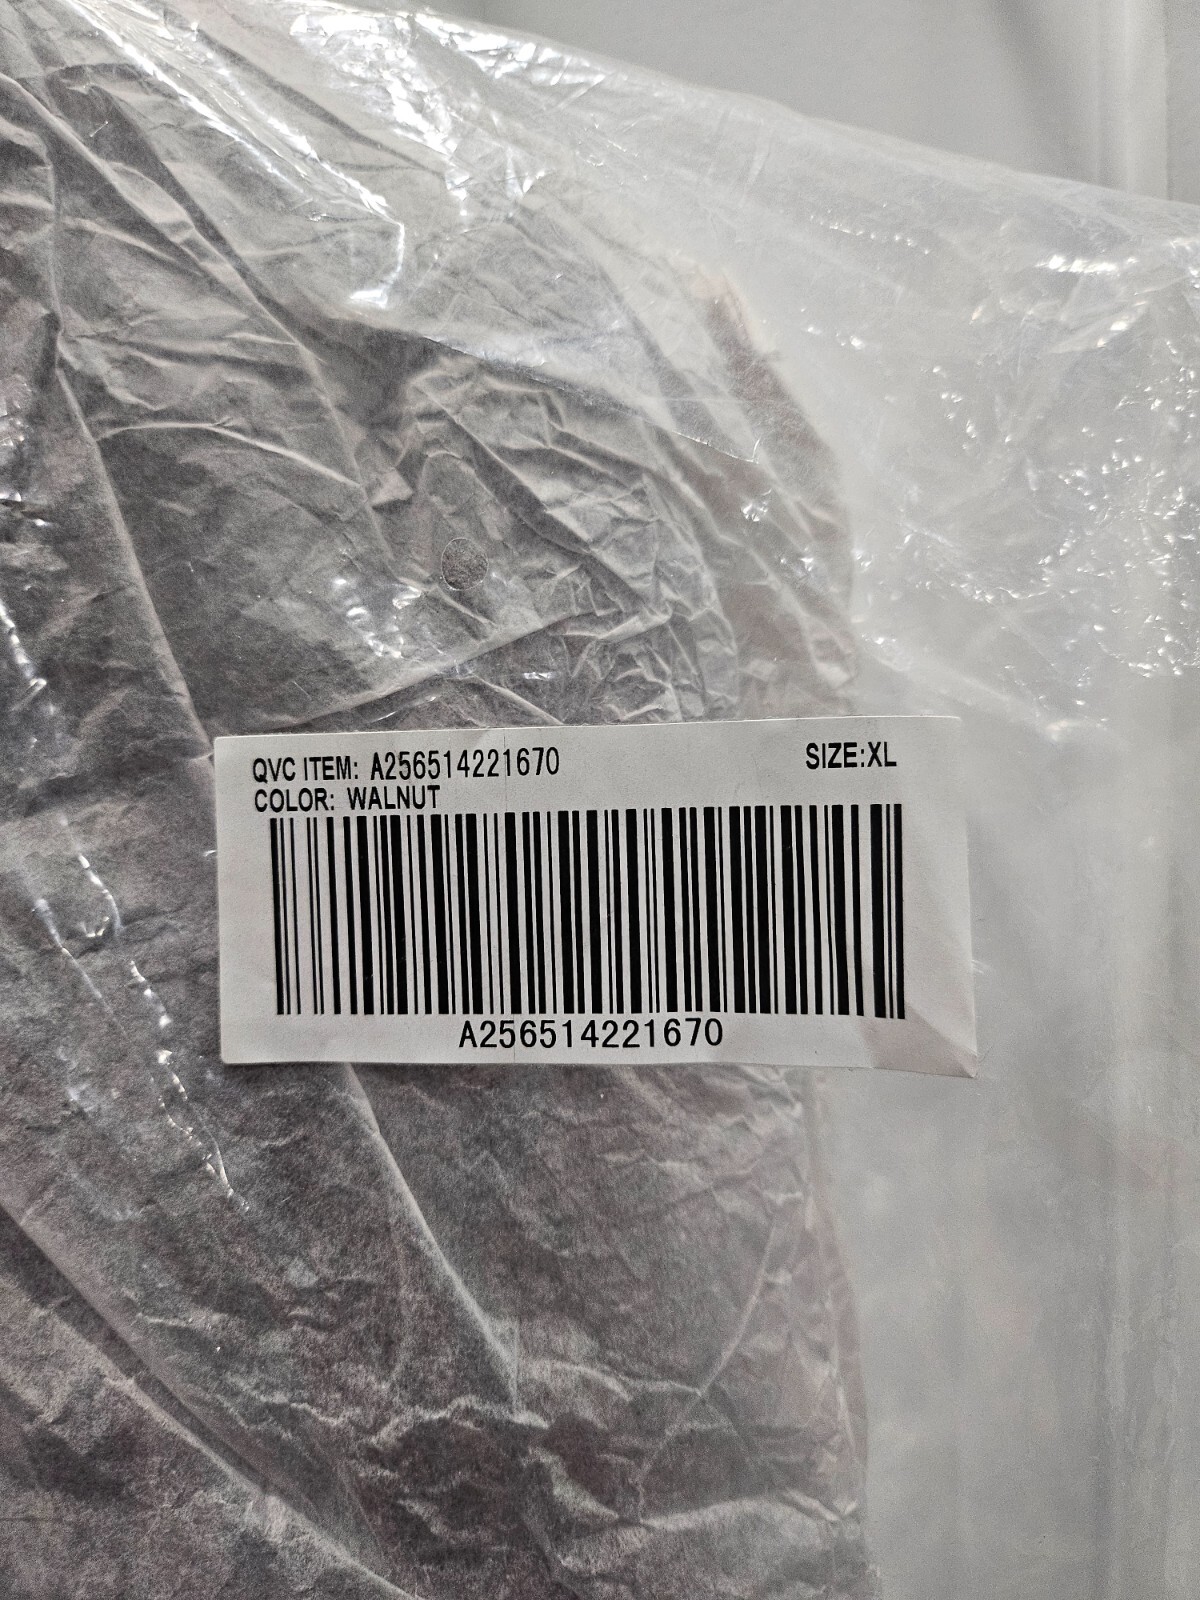 QVC ITEM: A256514221670 SIZE:XL
COLOR: WALNUT
A256514221670